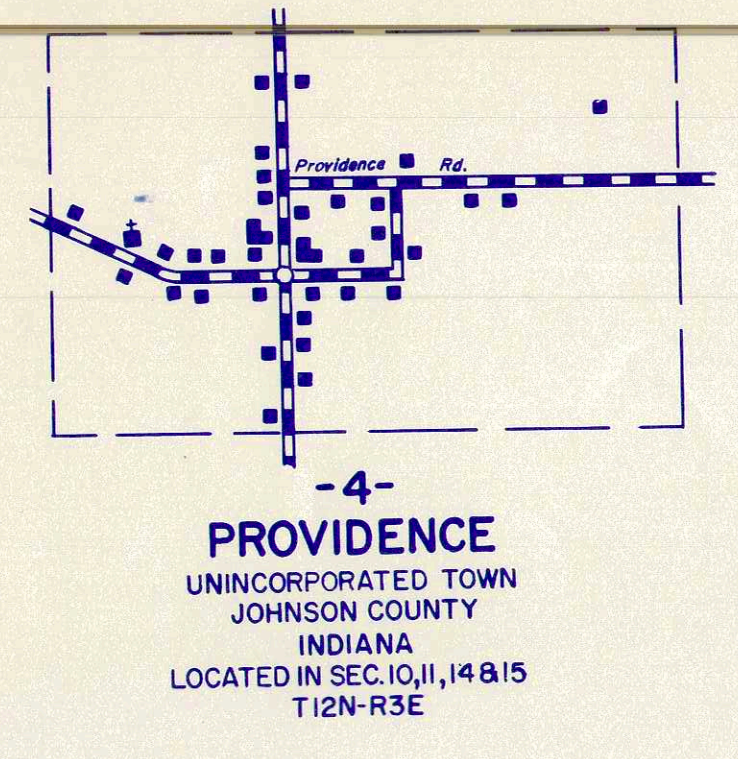 Providence Rd.
-4-
PROVIDENCE
UNINCORPORATED TOWN
JOHNSON COUNTY
INDIANA
LOCATED IN SEC. 10, 11, 14 & 15
T12N-R3E